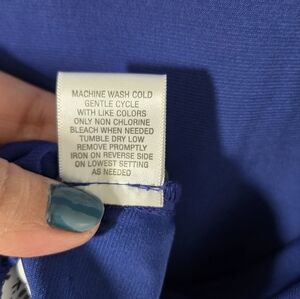 MACHINE WASH COLD
GENTLE CYCLE
WITH LIKE COLORS
ONLY NON CHLORINE
BLEACH WHEN NEEDED
TUMBLE DRY LOW
REMOVE PROMPTLY
IRON ON REVERSE SIDE
ON LOWEST SETTING
AS NEEDED